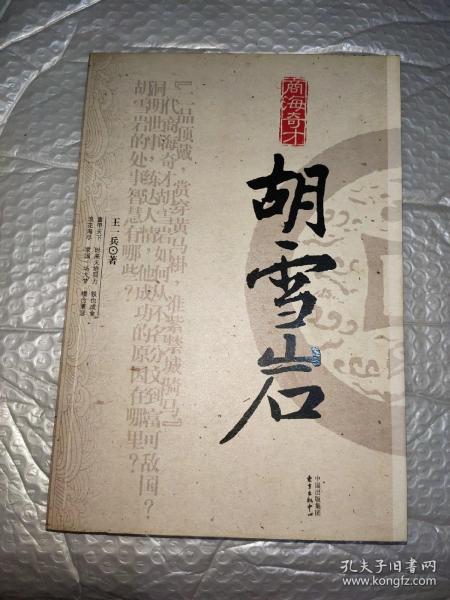 商海奇才
胡雪岩
『二品顶戴，赏穿黄马褂，准紫禁城骑马』
一代商海奇才胡雪岩如何从不名分文到富可敌国？
洞明世事，练达人情，他成功的原因在哪里？
胡雪岩的处事智慧有哪些？
王一兵◎著
中国出版集团
东方出版中心
孔夫子旧书网
www.kongfz.com